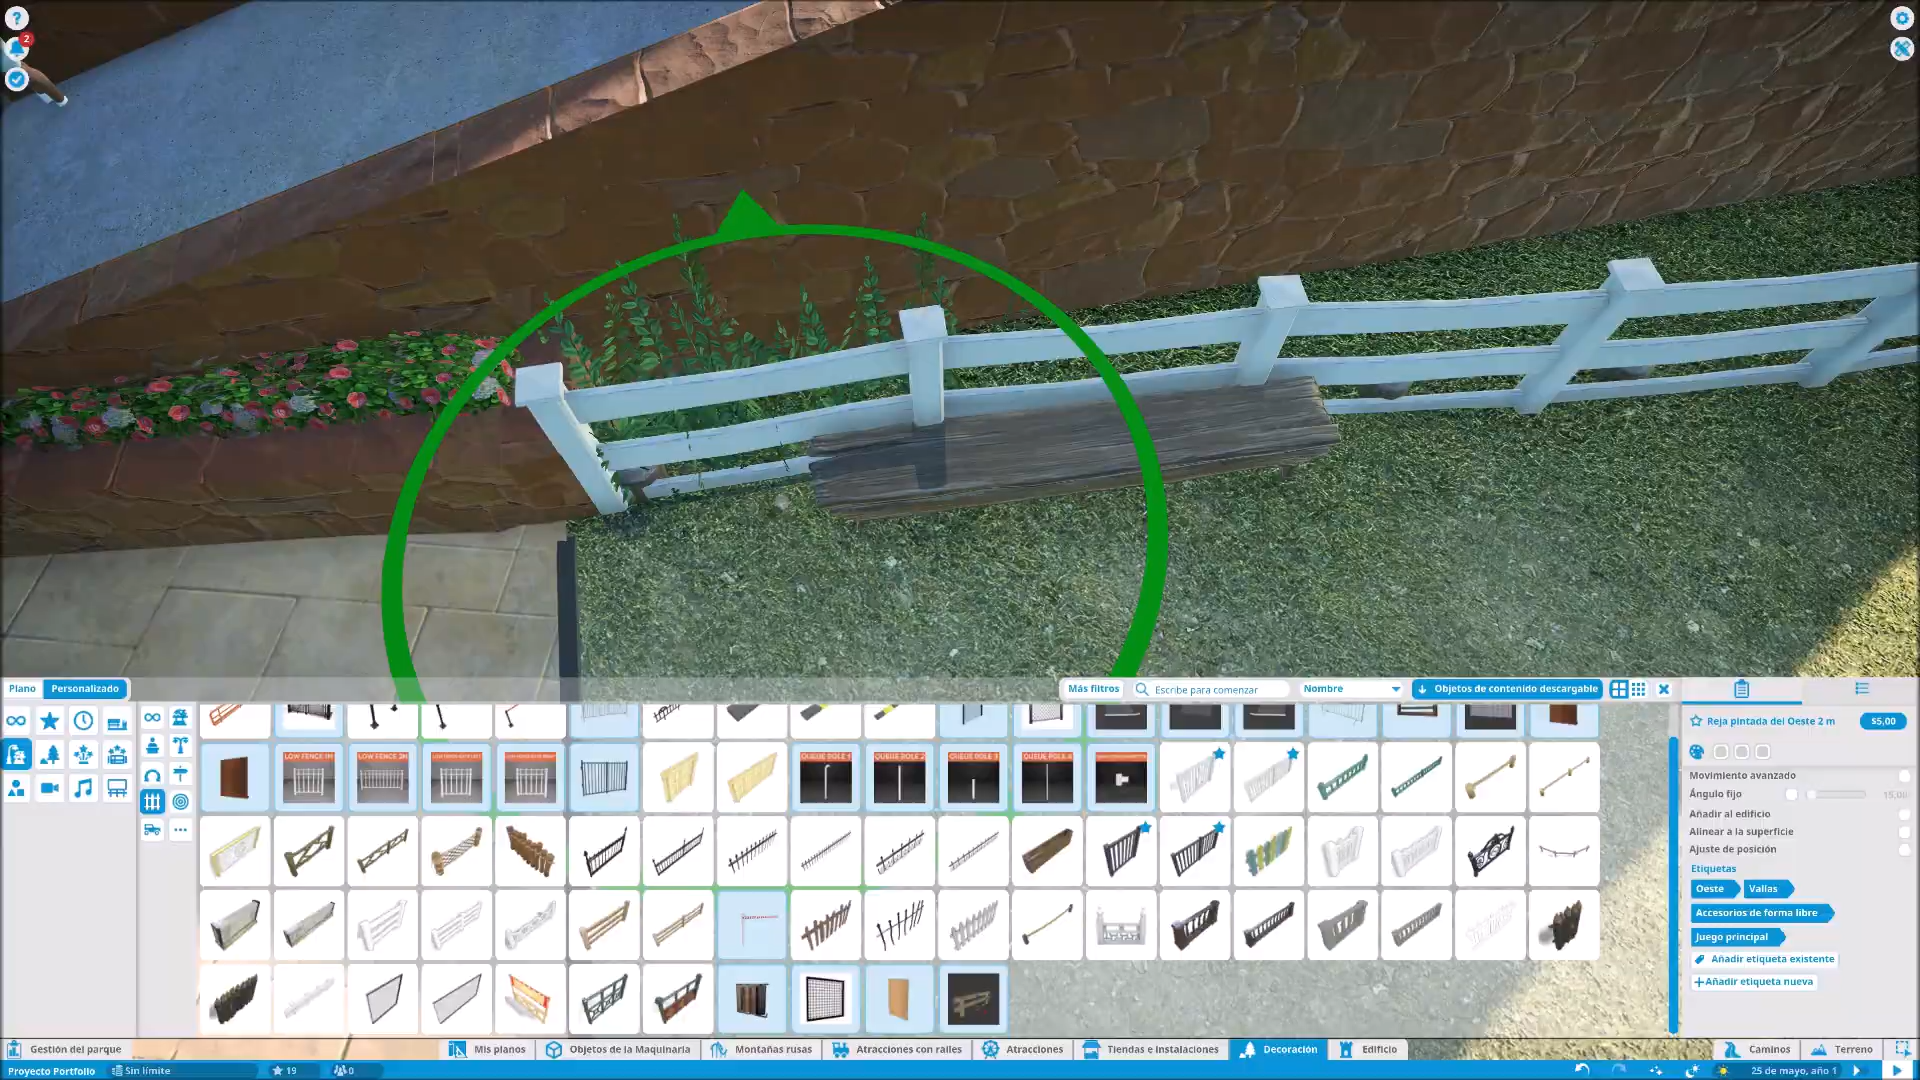 ?
2
Plano
Personalizado
Más filtros
Escribe para comenzar
Nombre
Objetos de contenido descargable
LOW FENCE 1M
LOW FENCE 2M
QUEUE POLE 1
QUEUE POLE 2
QUEUE POLE 3
QUEUE POLE 4
Reja pintada del Oeste 2 m
$5,00
Movimiento avanzado
Ángulo fijo
15,00
Añadir al edificio
Alinear a la superficie
Ajuste de posición
Etiquetas
Oeste
Vallas
Accesorios de forma libre
Juego principal
Añadir etiqueta existente
+Añadir etiqueta nueva
Gestión del parque
Mis planos
Objetos de la Maquinaria
Montañas rusas
Atracciones con raíles
Atracciones
Tiendas e instalaciones
Decoración
Edificio
Caminos
Terreno
Proyecto Portfolio
Sin límite
19
0
25 de mayo, año 1